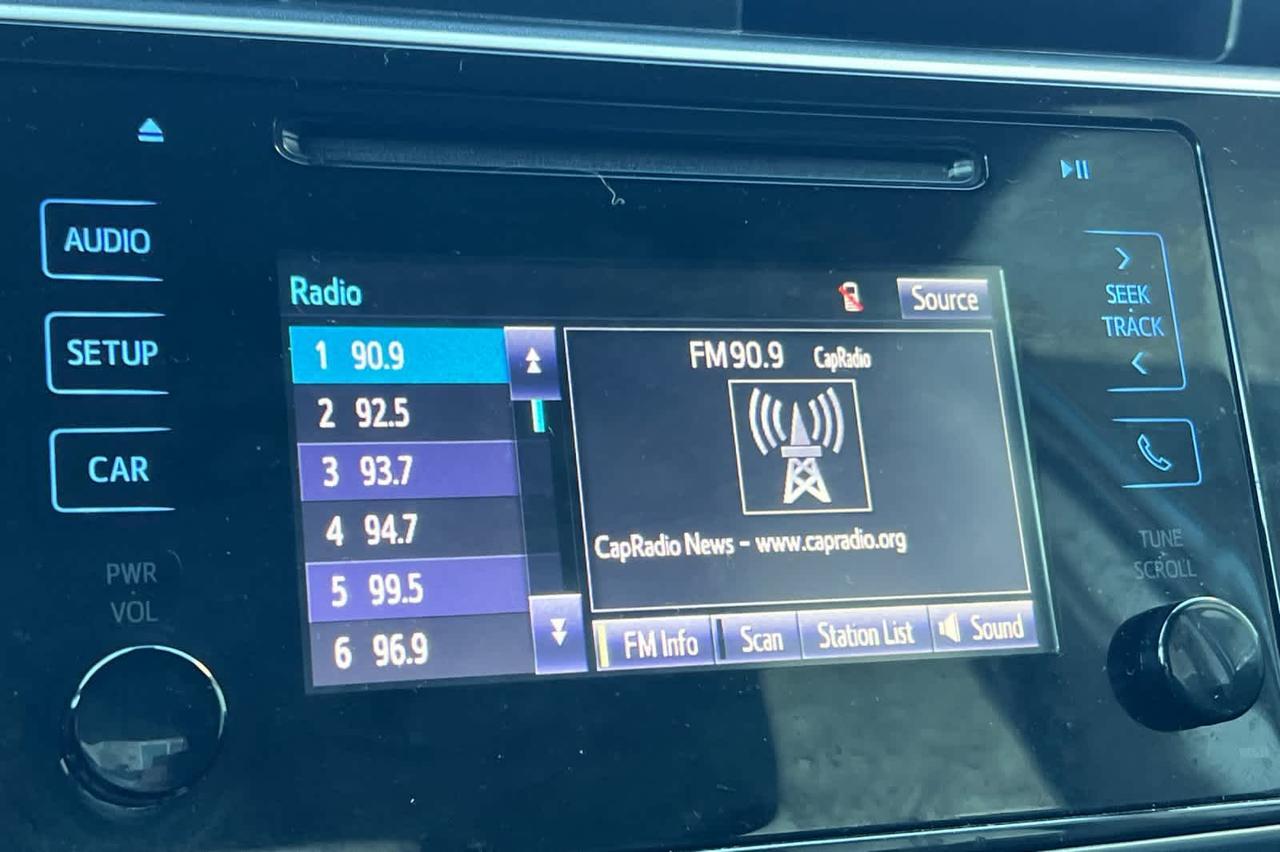 AUDIO
SETUP
CAR
PWR
VOL
Radio
Source
1 90.9
2 92.5
3 93.7
4 94.7
5 99.5
6 96.9
FM90.9 CapRadio
CapRadio News - www.capradio.org
FM Info
Scan
Station List
Sound
>
SEEK
TRACK
<
TUNE
SCROLL